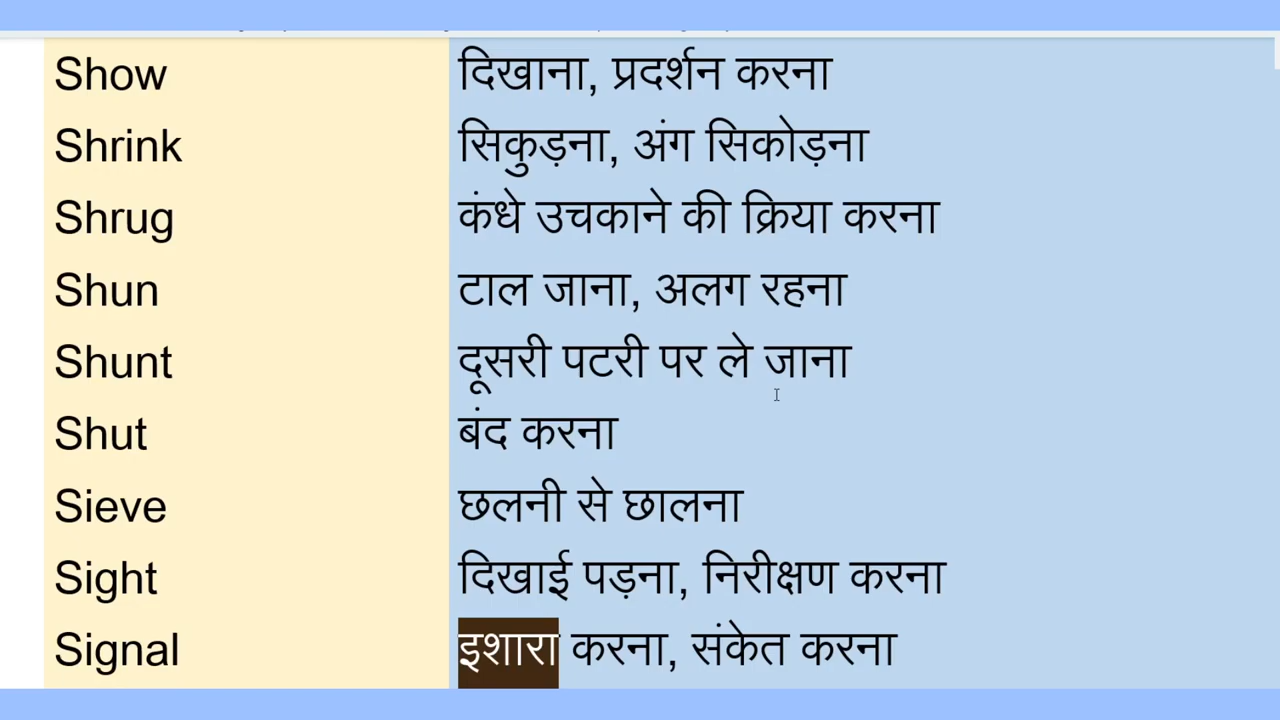 Show दिखाना, प्रदर्शन करना
Shrink सिकुड़ना, अंग सिकोड़ना
Shrug कंधे उचकाने की क्रिया करना
Shun टाल जाना, अलग रहना
Shunt दूसरी पटरी पर ले जाना
Shut बंद करना
Sieve छलनी से छालना
Sight दिखाई पड़ना, निरीक्षण करना
Signal इशारा करना, संकेत करना